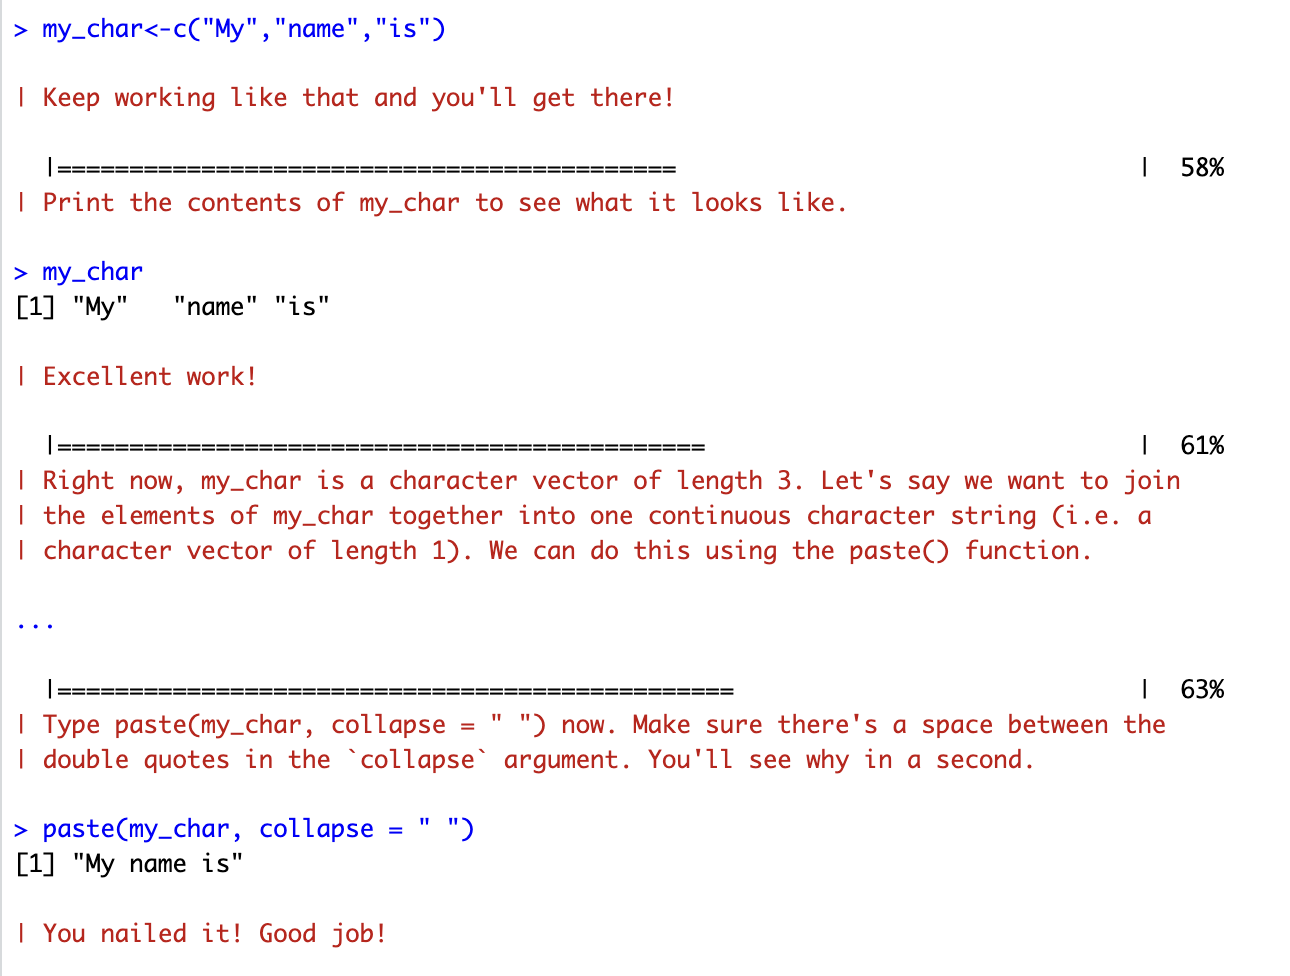 > my_char<-c("My","name","is")
| Keep working like that and you'll get there!
|=========================================== | 58%
| Print the contents of my_char to see what it looks like.
> my_char
[1] "My"   "name" "is"
| Excellent work!
|============================================= | 61%
| Right now, my_char is a character vector of length 3. Let's say we want to join
| the elements of my_char together into one continuous character string (i.e. a
| character vector of length 1). We can do this using the paste() function.
...
|=============================================== | 63%
| Type paste(my_char, collapse = " ") now. Make sure there's a space between the
| double quotes in the `collapse` argument. You'll see why in a second.
> paste(my_char, collapse = " ")
[1] "My name is"
| You nailed it! Good job!